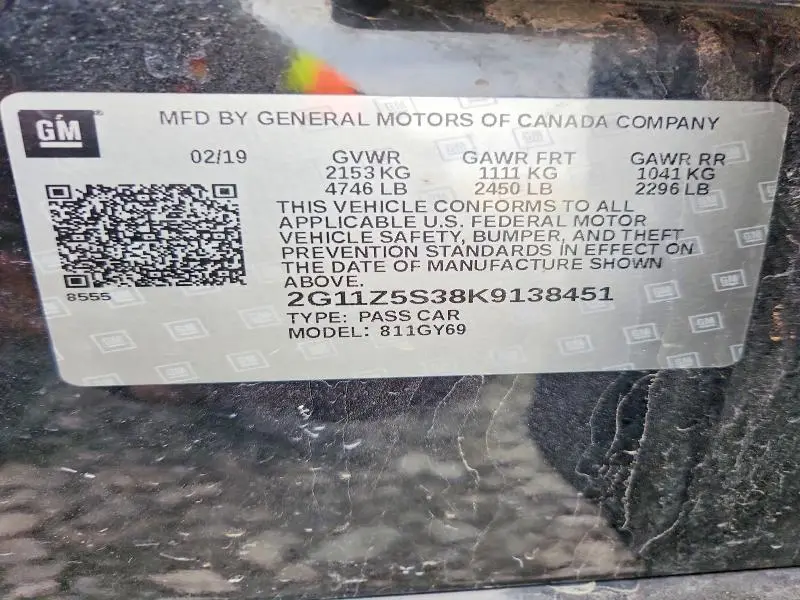 GM
MFD BY GENERAL MOTORS OF CANADA COMPANY
02/19 GVWR GAWR FRT GAWR RR
2153 KG 1111 KG 1041 KG
4746 LB 2450 LB 2296 LB
THIS VEHICLE CONFORMS TO ALL
APPLICABLE U.S. FEDERAL MOTOR
VEHICLE SAFETY, BUMPER, AND THEFT
PREVENTION STANDARDS IN EFFECT ON
THE DATE OF MANUFACTURE SHOWN
ABOVE.
8555
2G11Z5S38K9138451
TYPE: PASS CAR
MODEL: 811GY69